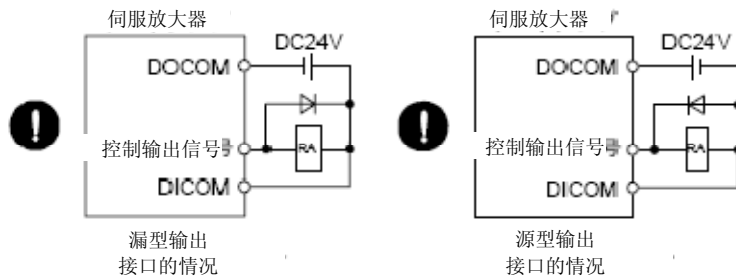 伺服放大器
DC24V
DOCOM
控制输出信号
RA
DICOM
漏型输出
接口的情况
伺服放大器
DC24V
DOCOM
控制输出信号
RA
DICOM
源型输出
接口的情况